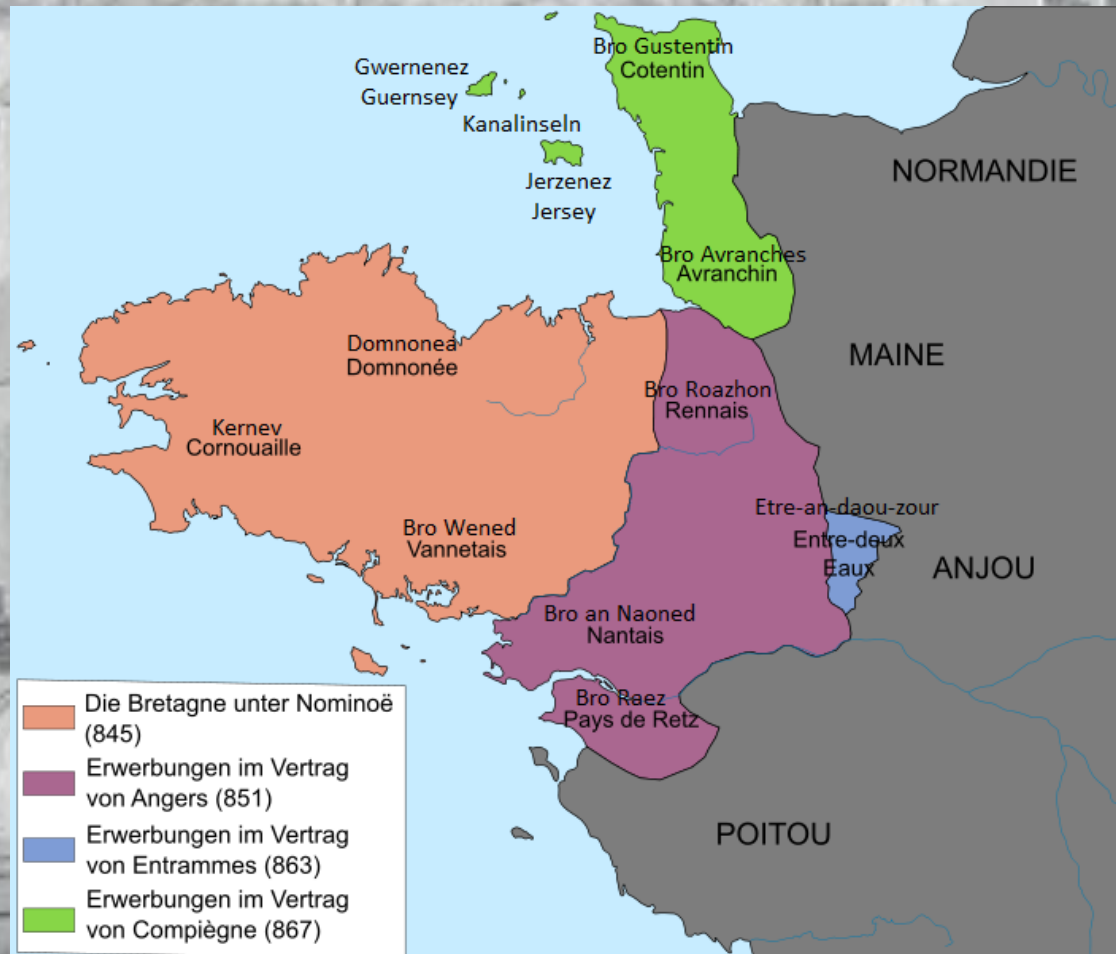 Bro Gustentin
Cotentin
Gwernenez
Guernsey
Kanalinseln
Jerzenez
Jersey
NORMANDIE
Bro Avranches
Avranchin
Domnonea
Domnonée
MAINE
Bro Roazhon
Rennais
Kernev
Cornouaille
Etre-an-daou-zour
Entre-deux
Eaux
ANJOU
Bro Wened
Vannetais
Bro an Naoned
Nantais
Bro Raez
Pays de Retz
POITOU
Die Bretagne unter Nominoë
(845)
Erwerbungen im Vertrag
von Angers (851)
Erwerbungen im Vertrag
von Entrammes (863)
Erwerbungen im Vertrag
von Compiègne (867)